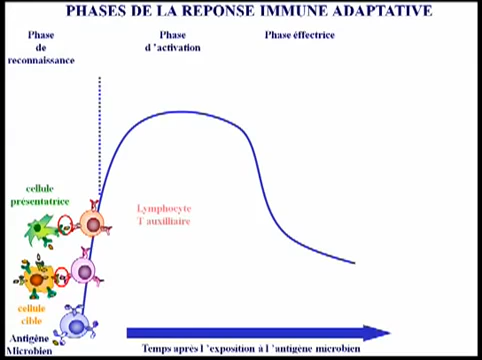 PHASES DE LA REPONSE IMMUNE ADAPTATIVE
Phase
de
reconnaissance
Phase
d 'activation
Phase éffectrice
cellule
présentatrice
Lymphocyte
T auxilliaire
cellule
cible
Antigène
Microbien
Temps après l 'exposition à l 'antigène microbien